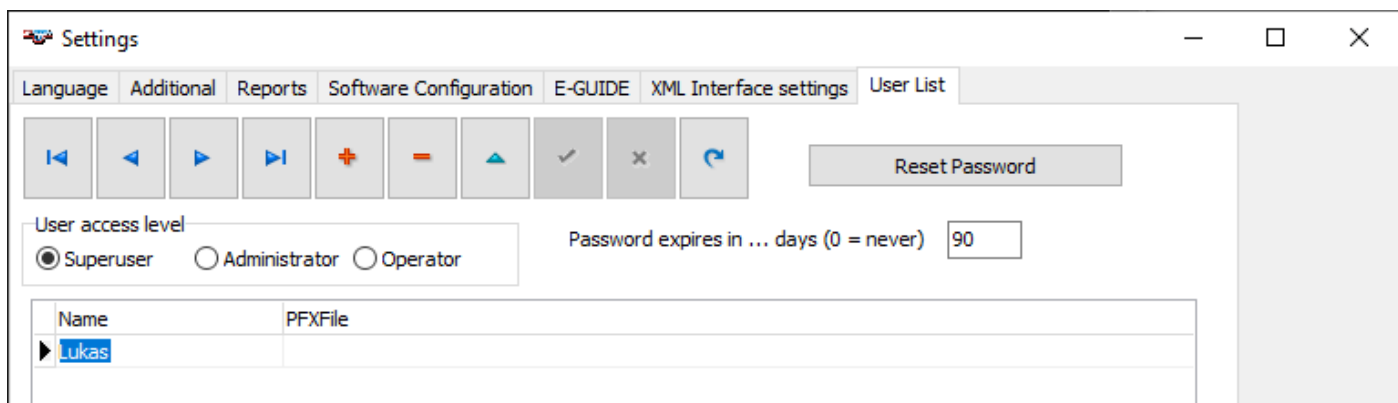 Settings
Language Additional Reports Software Configuration E-GUIDE XML Interface settings User List
Reset Password
User access level
Superuser Administrator Operator
Password expires in ... days (0 = never) 90
Name PFXFile
Lukas